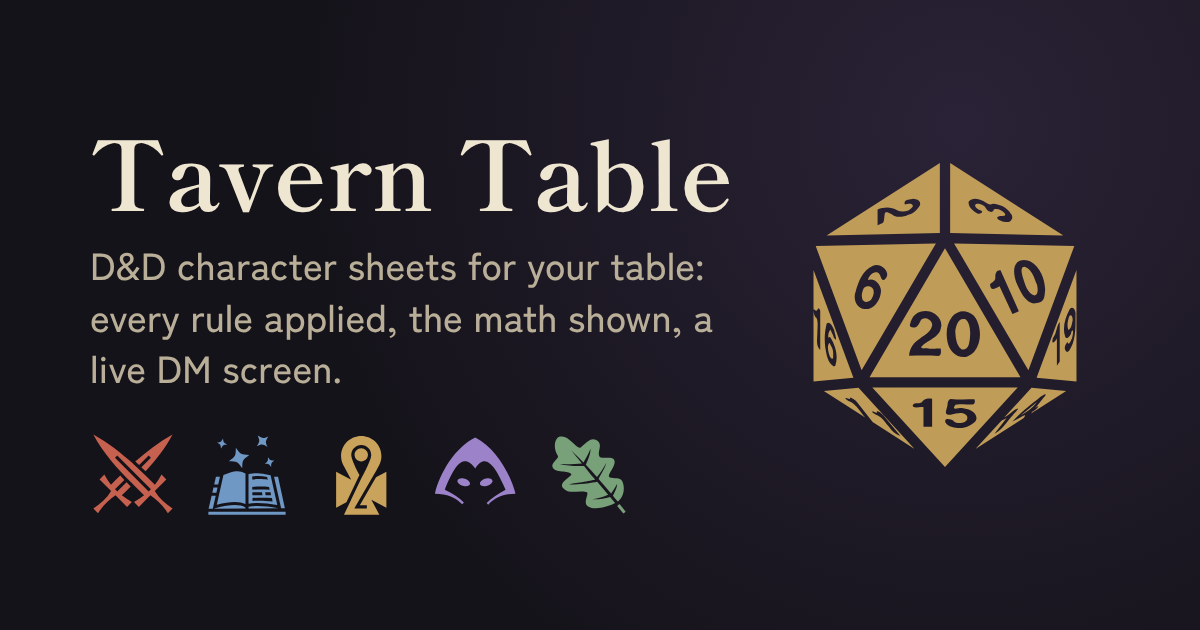 Tavern Table
D&D character sheets for your table:
every rule applied, the math shown, a
live DM screen.
2
3
6
10
16
20
19
15